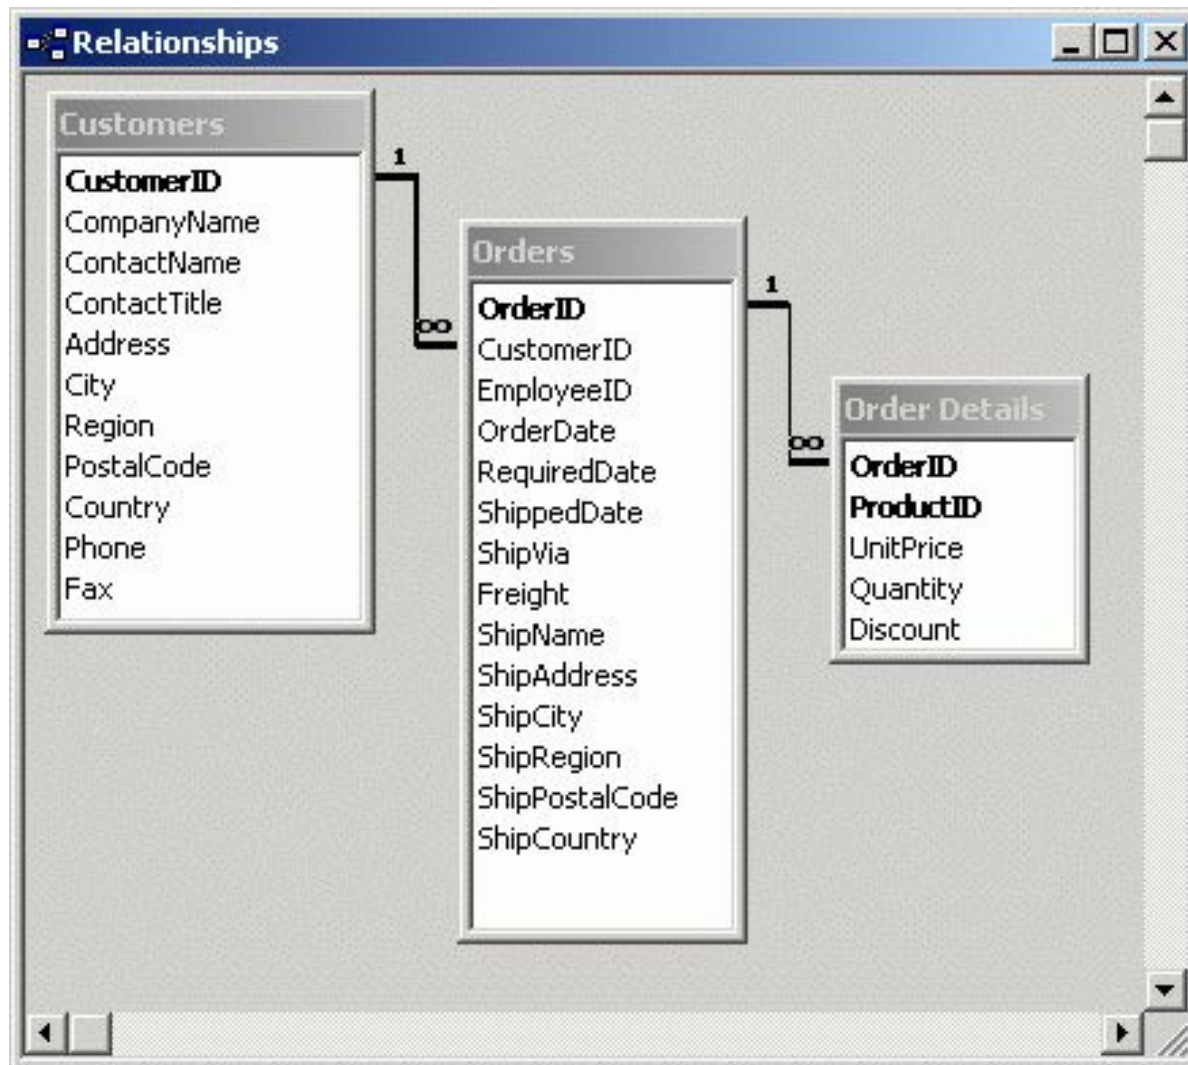 Relationships
Customers
CustomerID
CompanyName
ContactName
ContactTitle
Address
City
Region
PostalCode
Country
Phone
Fax
1
∞
Orders
OrderID
CustomerID
EmployeeID
OrderDate
RequiredDate
ShippedDate
ShipVia
Freight
ShipName
ShipAddress
ShipCity
ShipRegion
ShipPostalCode
ShipCountry
1
∞
Order Details
OrderID
ProductID
UnitPrice
Quantity
Discount